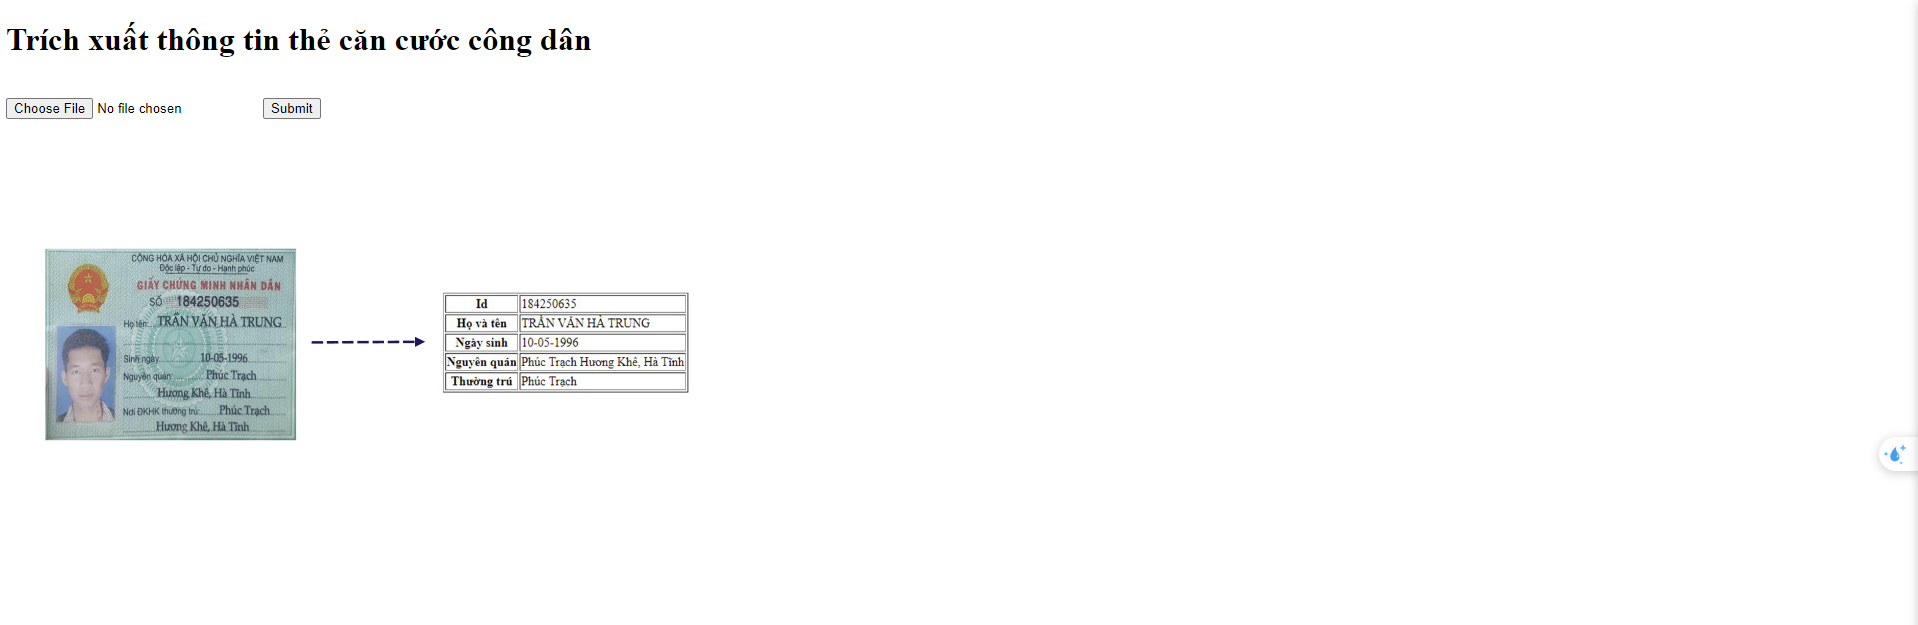 Trích xuất thông tin thẻ căn cước công dân
Choose File No file chosen Submit
CỘNG HÒA XÃ HỘI CHỦ NGHĨA VIỆT NAM
Độc lập - Tự do - Hạnh phúc
GIẤY CHỨNG MINH NHÂN DÂN
SỐ 184250635
Họ tên: TRẦN VĂN HÀ TRUNG
Sinh ngày 10-05-1996
Nguyên quán: Phúc Trạch
Hương Khê, Hà Tĩnh
Nơi ĐKHK thường trú: Phúc Trạch
Hương Khê, Hà Tĩnh
Id 184250635
Họ và tên TRẦN VĂN HÀ TRUNG
Ngày sinh 10-05-1996
Nguyên quán Phúc Trạch Hương Khê, Hà Tĩnh
Thường trú Phúc Trạch